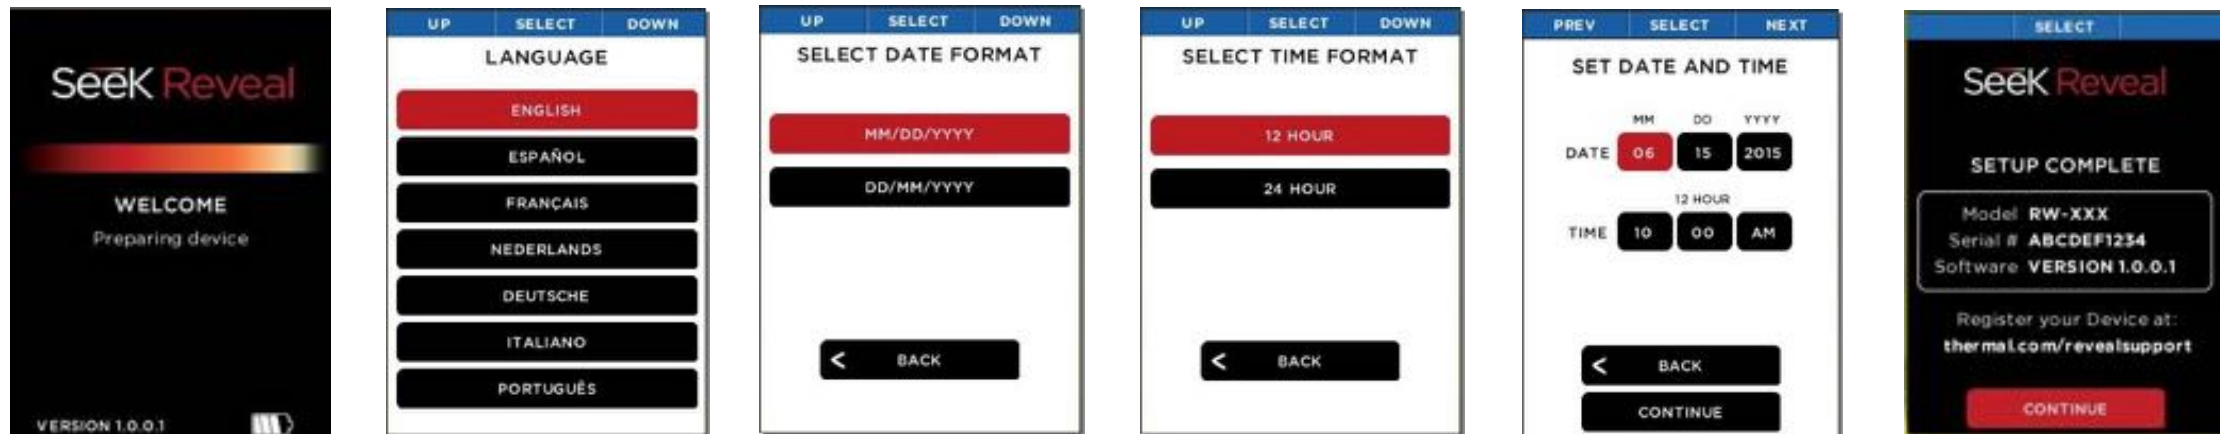 Seek Reveal
WELCOME
Preparing device
VERSION 1.0.0.1
UP SELECT DOWN
LANGUAGE
ENGLISH
ESPAÑOL
FRANÇAIS
NEDERLANDS
DEUTSCHE
ITALIANO
PORTUGUÊS
UP SELECT DOWN
SELECT DATE FORMAT
MM/DD/YYYY
DD/MM/YYYY
< BACK
UP SELECT DOWN
SELECT TIME FORMAT
12 HOUR
24 HOUR
< BACK
PREV SELECT NEXT
SET DATE AND TIME
MM DD YYYY
DATE 06 15 2015
12 HOUR
TIME 10 00 AM
< BACK
CONTINUE
SELECT
Seek Reveal
SETUP COMPLETE
Model RW-XXX
Serial # ABCDEF1234
Software VERSION 1.0.0.1
Register your Device at:
thermal.com/revealsupport
CONTINUE